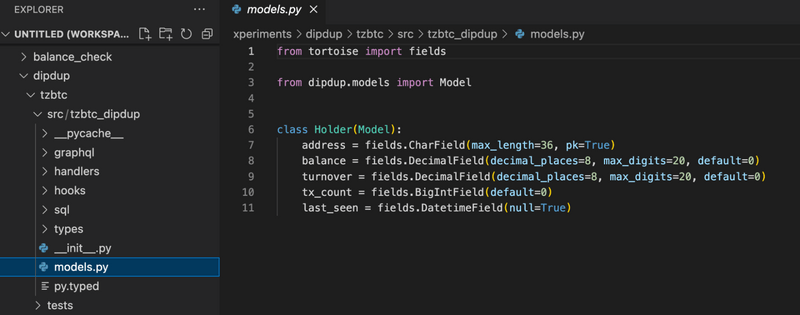 EXPLORER
···
UNTITLED (WORKSPA...
balance_check
dipdup
tzbtc
src / tzbtc_dipdup
__pycache__
graphql
handlers
hooks
sql
types
__init__.py
models.py
py.typed
tests
models.py ×
xperiments > dipdup > tzbtc > src > tzbtc_dipdup > models.py
1 from tortoise import fields
2
3 from dipdup.models import Model
4
5
6 class Holder(Model):
7 address = fields.CharField(max_length=36, pk=True)
8 balance = fields.DecimalField(decimal_places=8, max_digits=20, default=0)
9 turnover = fields.DecimalField(decimal_places=8, max_digits=20, default=0)
10 tx_count = fields.BigIntField(default=0)
11 last_seen = fields.DatetimeField(null=True)